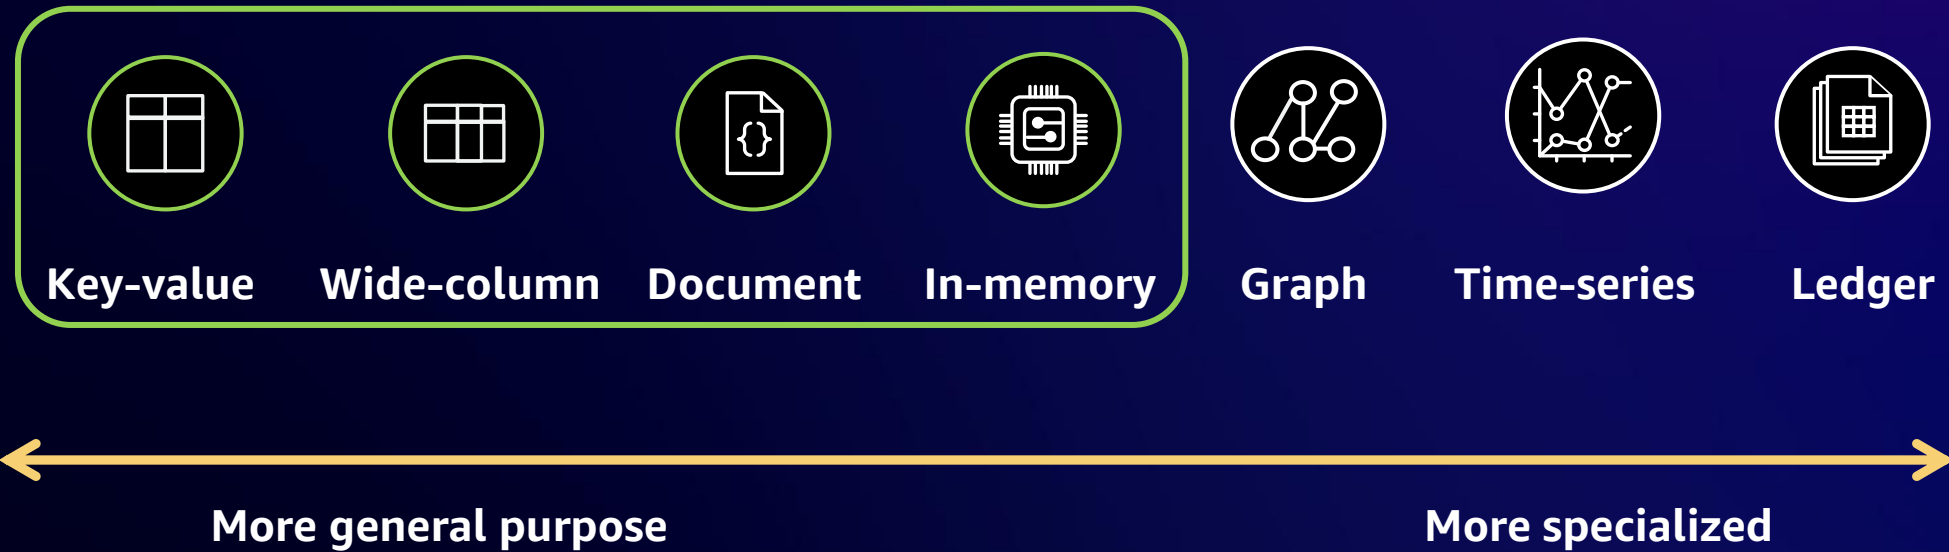 Key-value Wide-column Document In-memory Graph Time-series Ledger
More general purpose More specialized